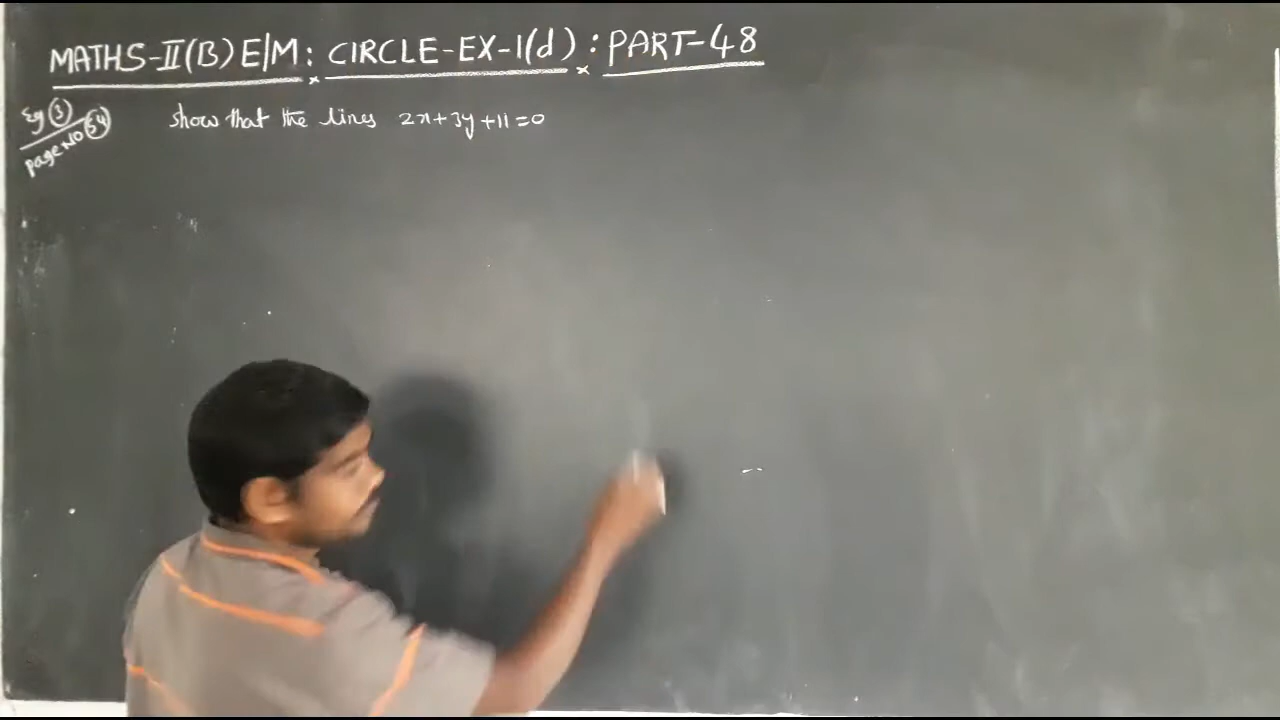 MATHS-II(B) E/M: CIRCLE-EX-1(d): PART-48
Eg (3)
page NO (54)
show that the lines 2x+3y+11=0